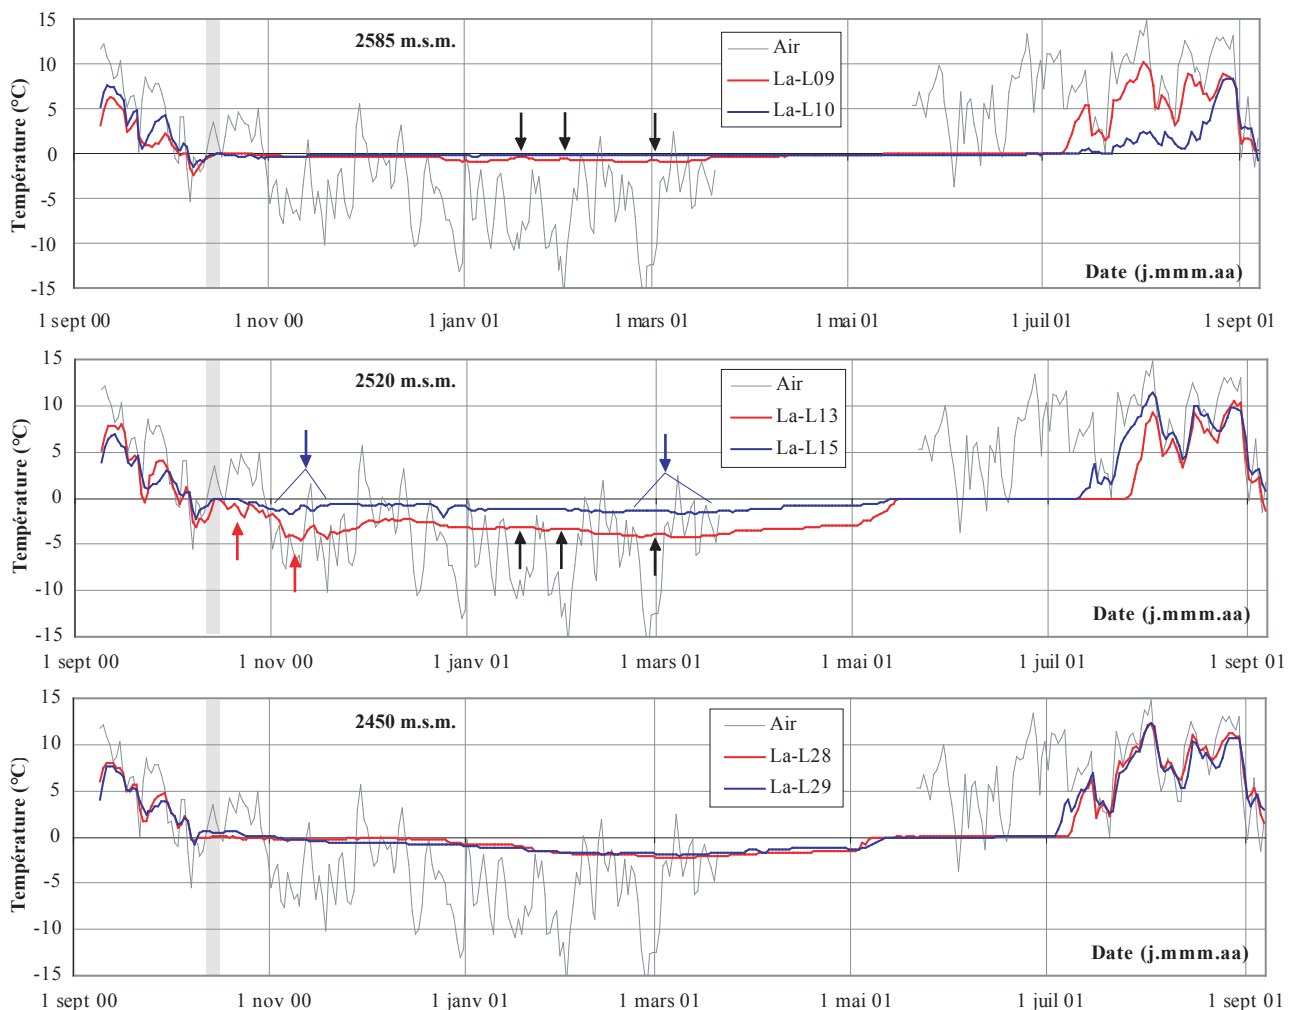 15
2585 m.s.m.
Air
La-L09
La-L10
10
5
0
-5
-10
-15
Température (°C)
Date (j.mmm.aa)
1 sept 00 1 nov 00 1 janv 01 1 mars 01 1 mai 01 1 juil 01 1 sept 01
15
2520 m.s.m.
Air
La-L13
La-L15
10
5
0
-5
-10
-15
Température (°C)
Date (j.mmm.aa)
1 sept 00 1 nov 00 1 janv 01 1 mars 01 1 mai 01 1 juil 01 1 sept 01
15
2450 m.s.m.
Air
La-L28
La-L29
10
5
0
-5
-10
-15
Température (°C)
Date (j.mmm.aa)
1 sept 00 1 nov 00 1 janv 01 1 mars 01 1 mai 01 1 juil 01 1 sept 01